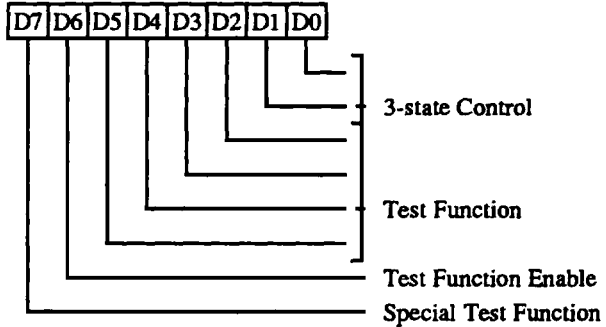 D7 D6 D5 D4 D3 D2 D1 D0
3-state Control
Test Function
Test Function Enable
Special Test Function